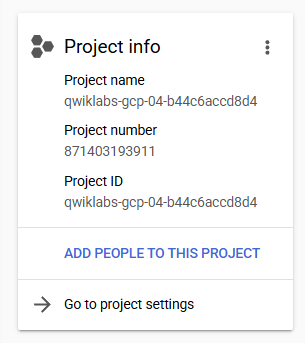 Project info
Project name
qwiklabs-gcp-04-b44c6accd8d4
Project number
871403193911
Project ID
qwiklabs-gcp-04-b44c6accd8d4
ADD PEOPLE TO THIS PROJECT
Go to project settings